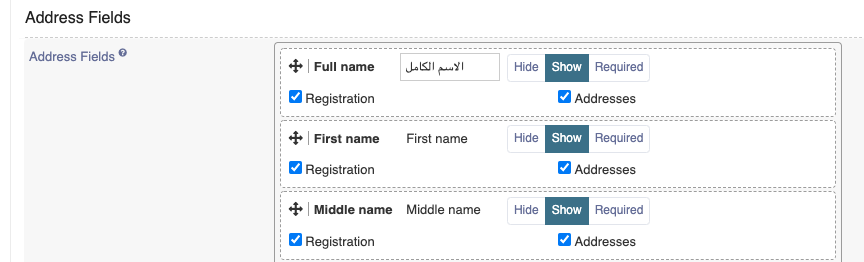 Address Fields
Address Fields ?
Full name الاسم الكامل Hide Show Required
Registration Addresses
First name First name Hide Show Required
Registration Addresses
Middle name Middle name Hide Show Required
Registration Addresses